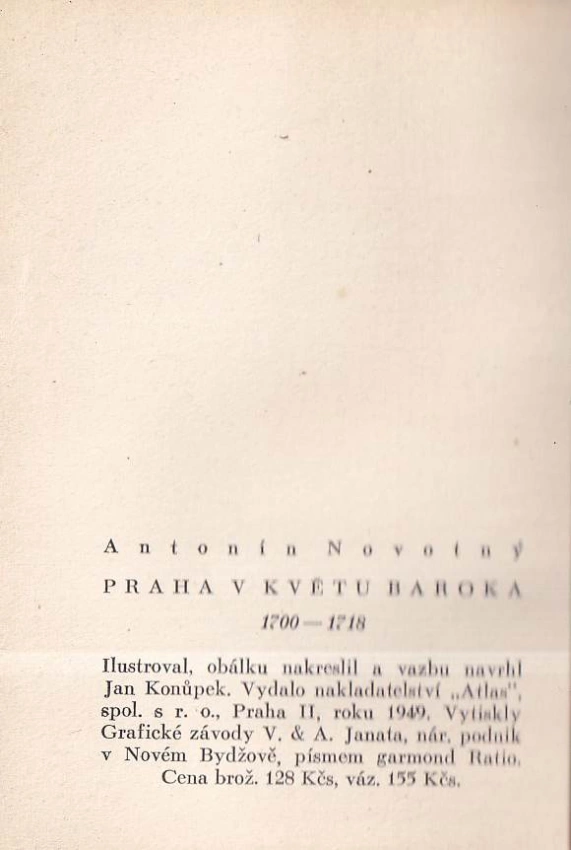 Antonín Novotný
PRAHA V KVĚTU BAROKA
1700—1718
Ilustroval, obálku nakreslil a vazbu navrhl
Jan Konůpek. Vydalo nakladatelství „Atlas",
spol. s r. o., Praha II, roku 1949. Vytiskly
Grafické závody V. & A. Janata, nár. podnik
v Novém Bydžově, písmem garmond Ratio.
Cena brož. 128 Kčs, váz. 155 Kčs.